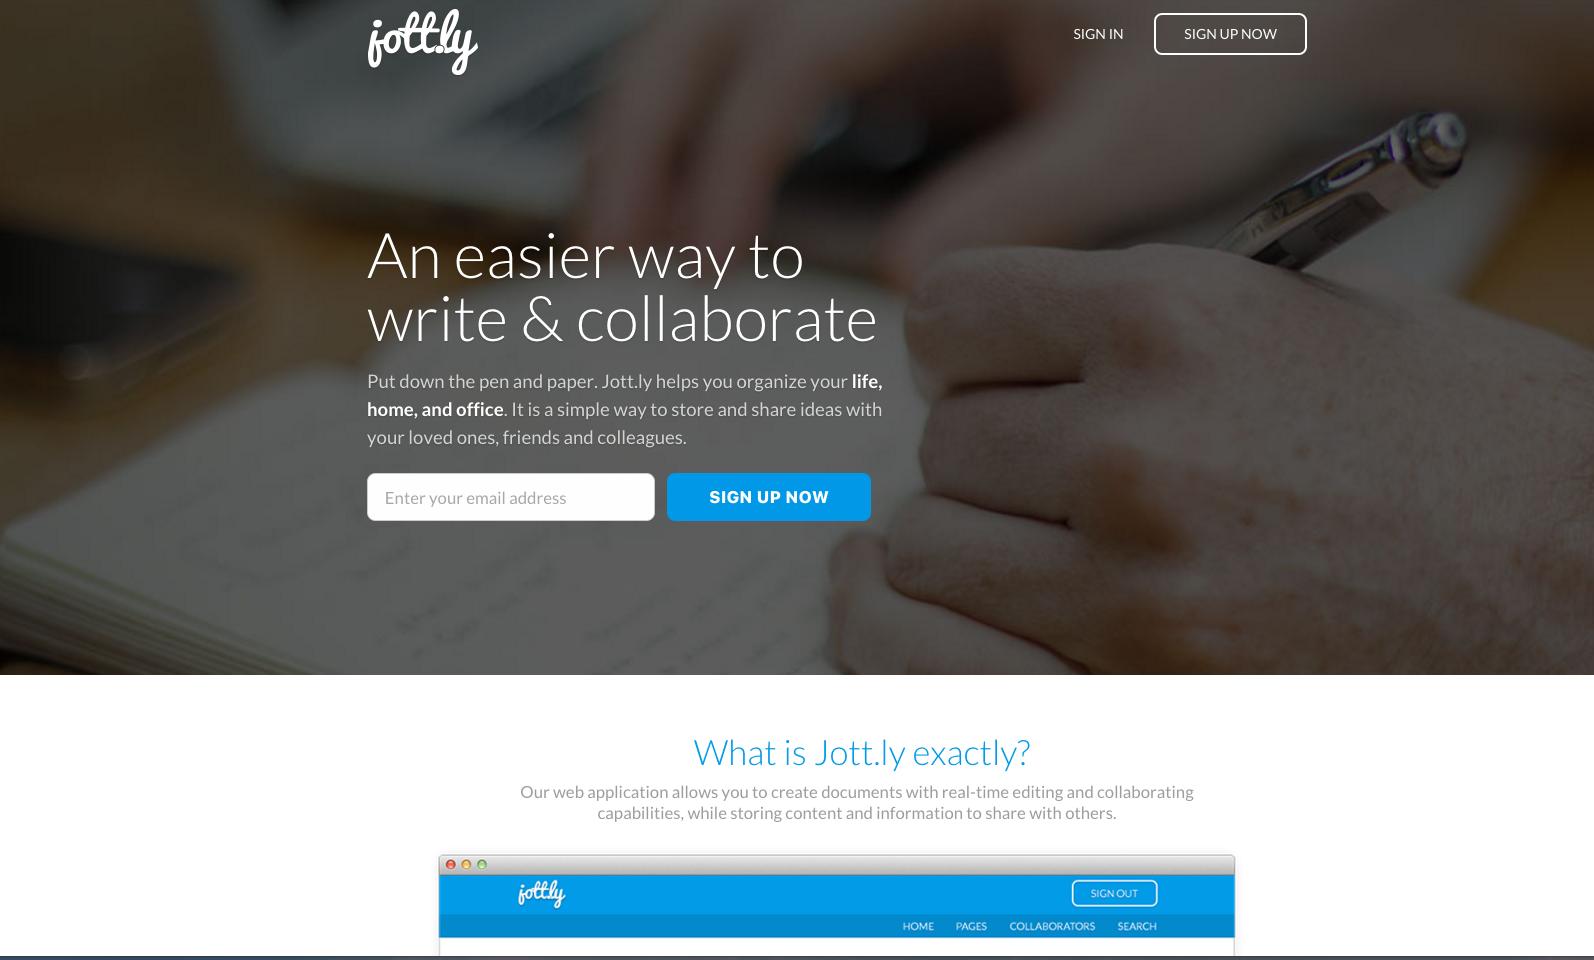 jott.ly
SIGN IN
SIGN UP NOW
An easier way to
write & collaborate
Put down the pen and paper. Jott.ly helps you organize your life,
home, and office. It is a simple way to store and share ideas with
your loved ones, friends and colleagues.
Enter your email address
SIGN UP NOW
What is Jott.ly exactly?
Our web application allows you to create documents with real-time editing and collaborating
capabilities, while storing content and information to share with others.
jott.ly
SIGN OUT
HOME PAGES COLLABORATORS SEARCH